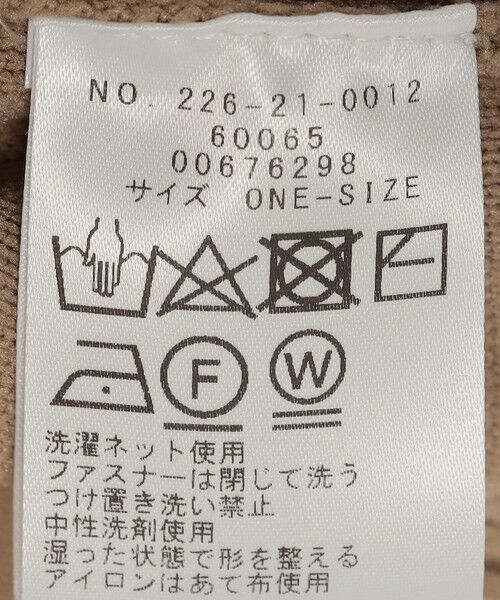 NO. 226-21-0012
60065
00676298
サイズ ONE-SIZE
F
W
洗濯ネット使用
ファスナーは閉じて洗う
つけ置き洗い禁止
中性洗剤使用
湿った状態で形を整える
アイロンはあて布使用